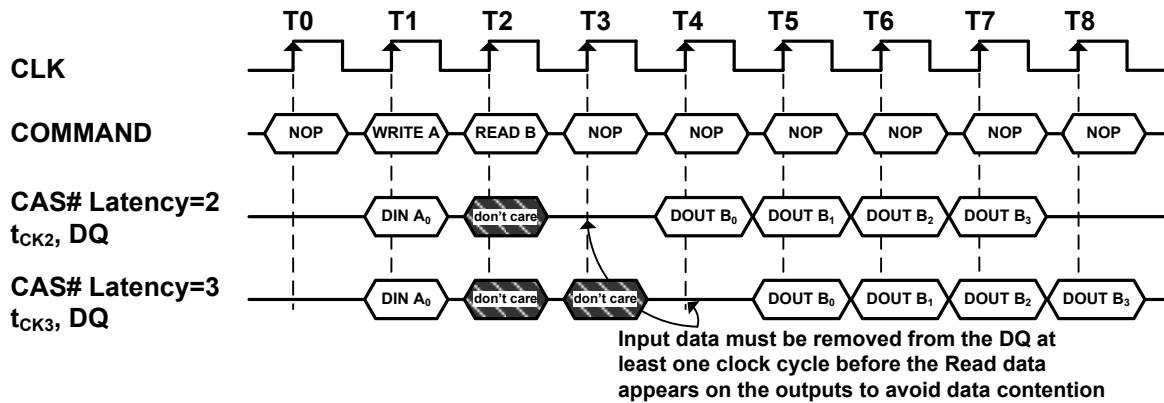 T0 T1 T2 T3 T4 T5 T6 T7 T8
CLK
COMMAND NOP WRITE A READ B NOP NOP NOP NOP NOP NOP
CAS# Latency=2
tCK2, DQ DIN A0 don't care DOUT B0 DOUT B1 DOUT B2 DOUT B3
CAS# Latency=3
tCK3, DQ DIN A0 don't care don't care DOUT B0 DOUT B1 DOUT B2 DOUT B3
Input data must be removed from the DQ at
least one clock cycle before the Read data
appears on the outputs to avoid data contention